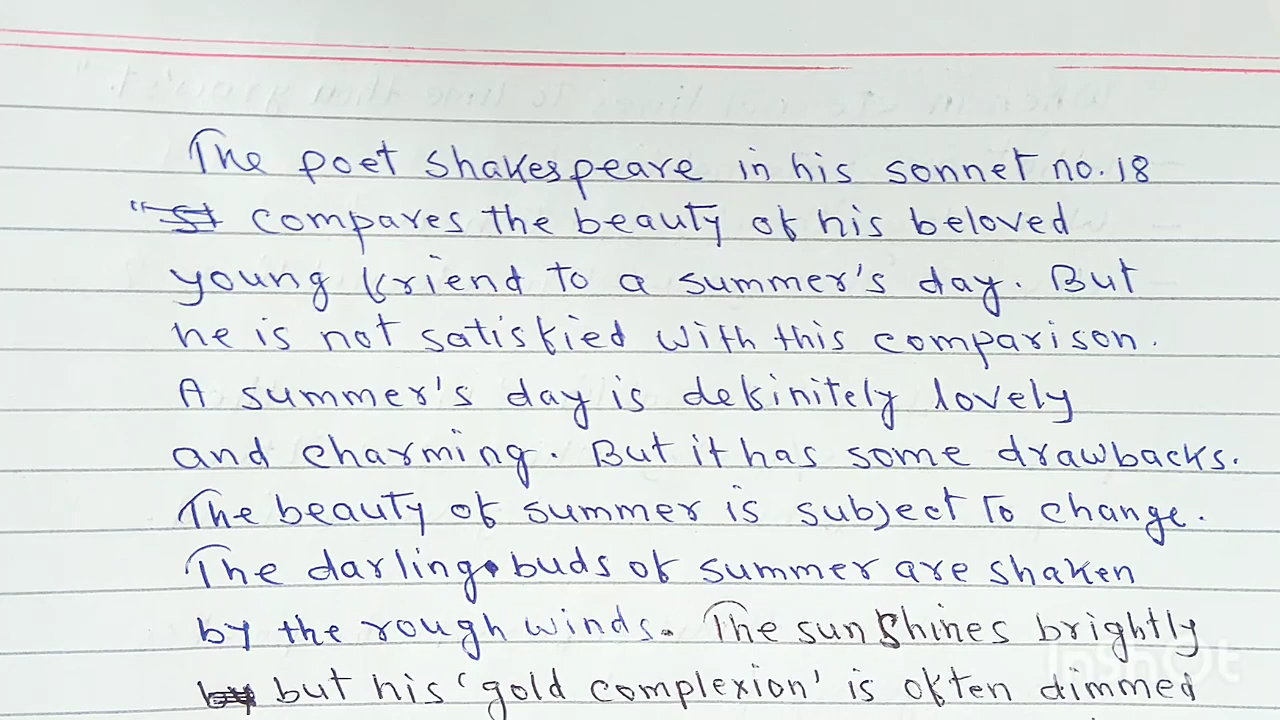 The poet Shakespeare in his sonnet no. 18
" compares the beauty of his beloved
young friend to a summer's day. But
he is not satisfied with this comparison.
A summer's day is definitely lovely
and charming. But it has some drawbacks.
The beauty of summer is subject to change.
The darling buds of summer are shaken
by the rough winds. The sun Shines brightly
but his 'gold complexion' is often dimmed
InShOt